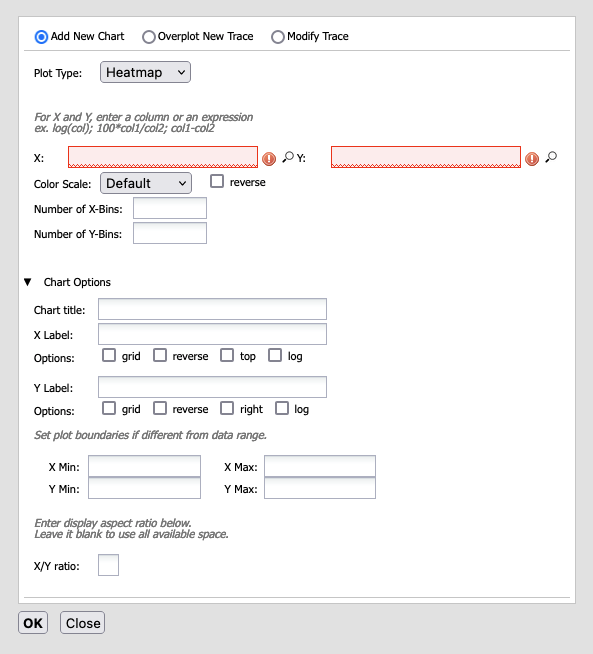 Add New Chart Overplot New Trace Modify Trace
Plot Type: Heatmap
For X and Y, enter a column or an expression
ex. log(col); 100*col1/col2; col1-col2
X: Y:
Color Scale: Default reverse
Number of X-Bins:
Number of Y-Bins:
Chart Options
Chart title:
X Label:
Options: grid reverse top log
Y Label:
Options: grid reverse right log
Set plot boundaries if different from data range.
X Min: X Max:
Y Min: Y Max:
Enter display aspect ratio below.
Leave it blank to use all available space.
X/Y ratio:
OK Close